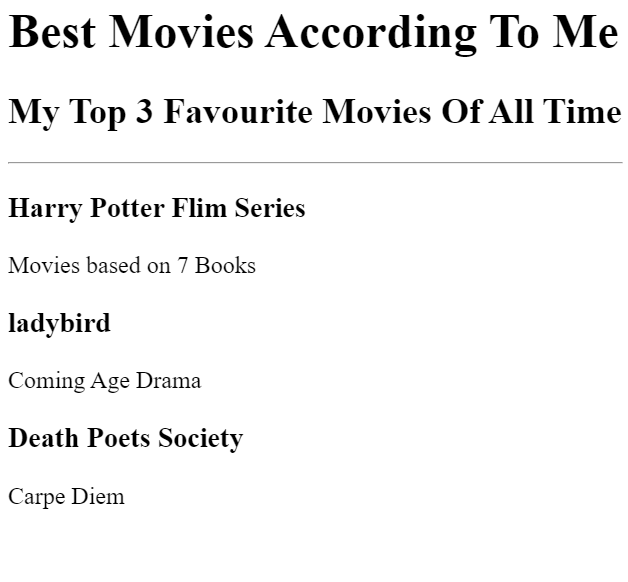 Best Movies According To Me
My Top 3 Favourite Movies Of All Time
Harry Potter Flim Series
Movies based on 7 Books
ladybird
Coming Age Drama
Death Poets Society
Carpe Diem